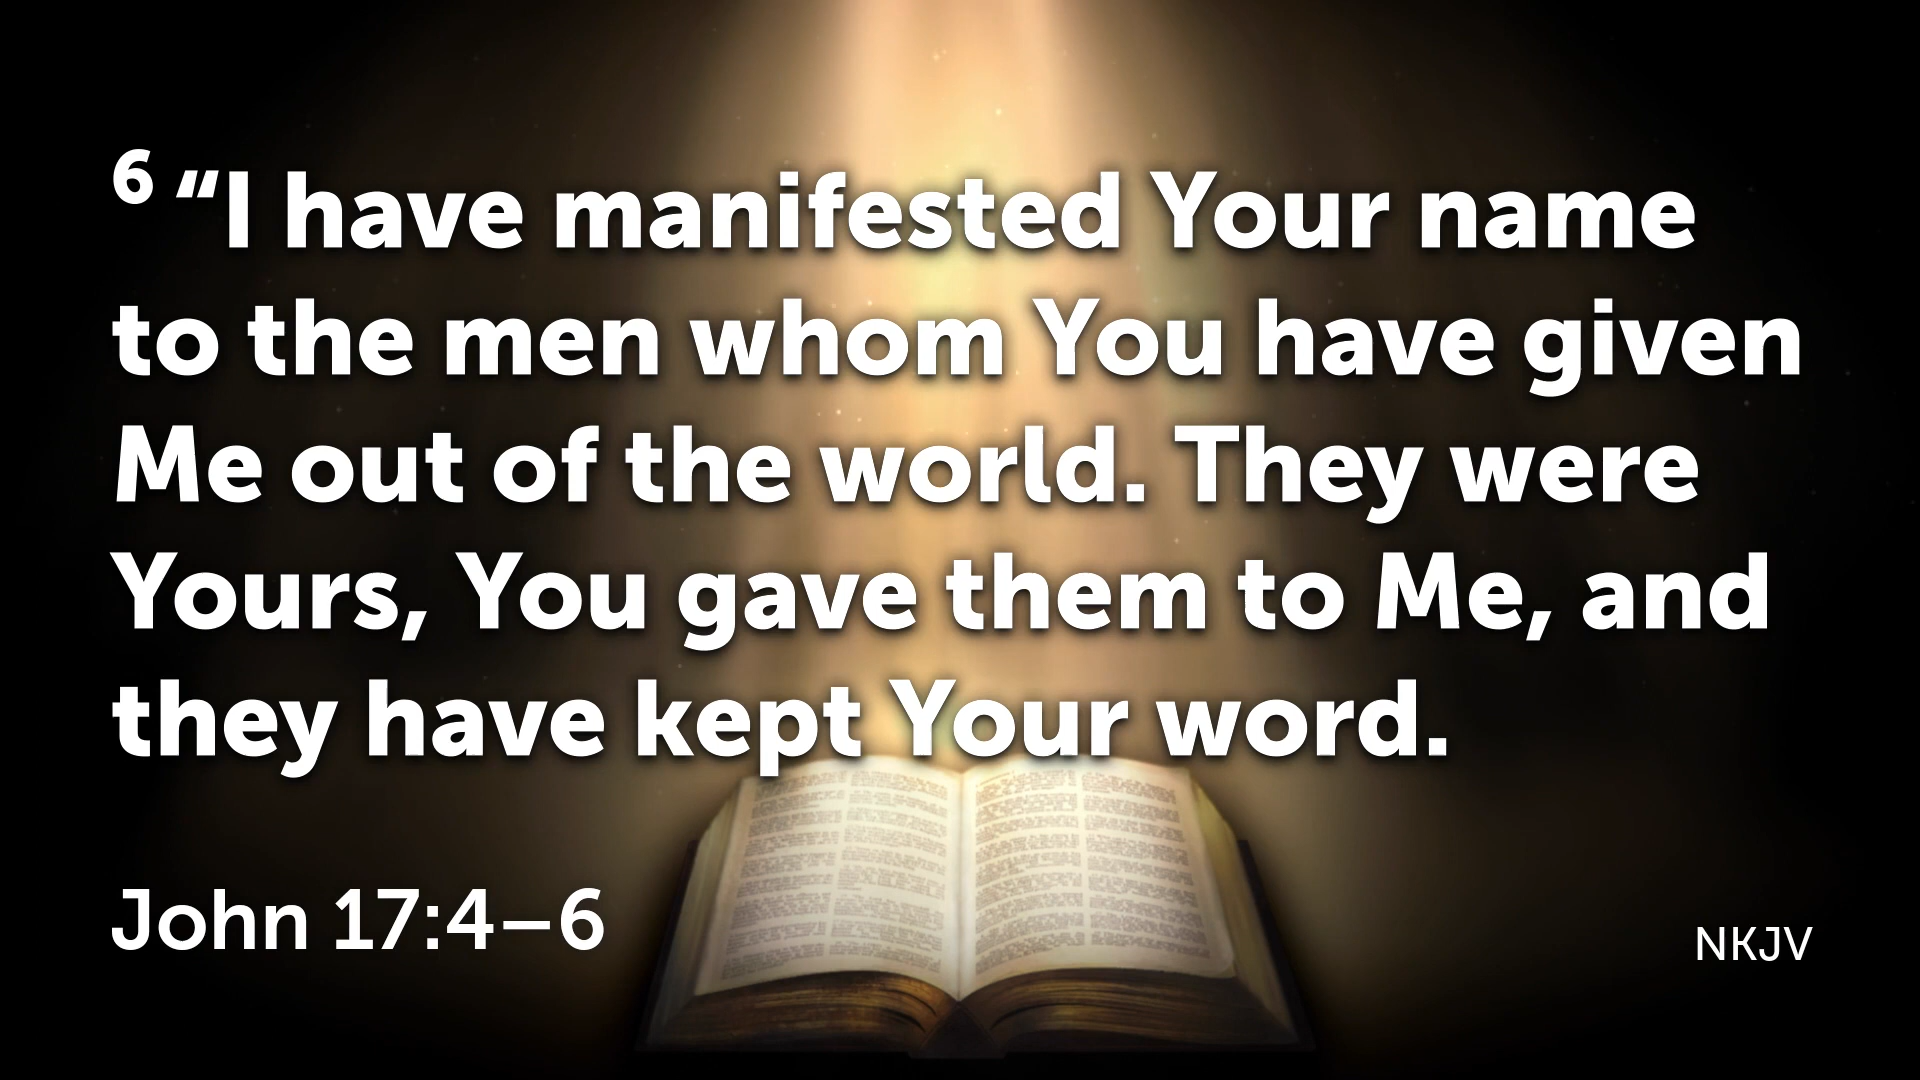 6 “I have manifested Your name
to the men whom You have given
Me out of the world. They were
Yours, You gave them to Me, and
they have kept Your word.
John 17:4–6
NKJV